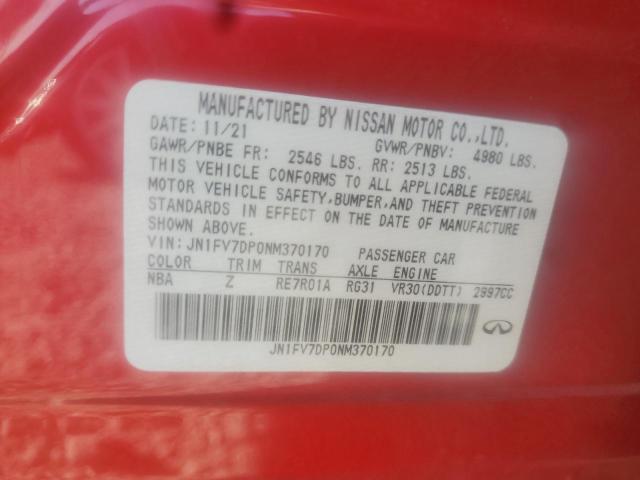 MANUFACTURED BY NISSAN MOTOR CO.,LTD.
DATE: 11/21 GVWR/PNBV: 4980 LBS.
GAWR/PNBE FR: 2546 LBS. RR: 2513 LBS.
THIS VEHICLE CONFORMS TO ALL APPLICABLE FEDERAL
MOTOR VEHICLE SAFETY,BUMPER,AND THEFT PREVENTION
STANDARDS IN EFFECT ON THE DATE OF MANUFACTURE
SHOWN ABOVE.
VIN:JN1FV7DP0NM370170 PASSENGER CAR
COLOR TRIM TRANS AXLE ENGINE
NBA Z RE7R01A RG31 VR30(DDTT) 2997CC
JN1FV7DP0NM370170